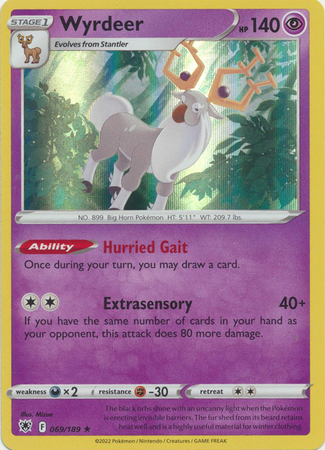 STAGE 1
Wyrdeer
HP 140
Evolves from Stantler
NO. 899 Big Horn Pokémon HT: 5'11" WT: 209.7 lbs.
Ability Hurried Gait
Once during your turn, you may draw a card.
Extrasensory 40+
If you have the same number of cards in your hand as
your opponent, this attack does 80 more damage.
weakness ×2 resistance -30 retreat
Illus. Mizue
F 069/189 ★
The black orbs shine with an uncanny light when the Pokémon
is erecting invisible barriers. The fur shed from its beard retains
heat well and is a highly useful material for winter clothing.
©2022 Pokémon / Nintendo / Creatures / GAME FREAK